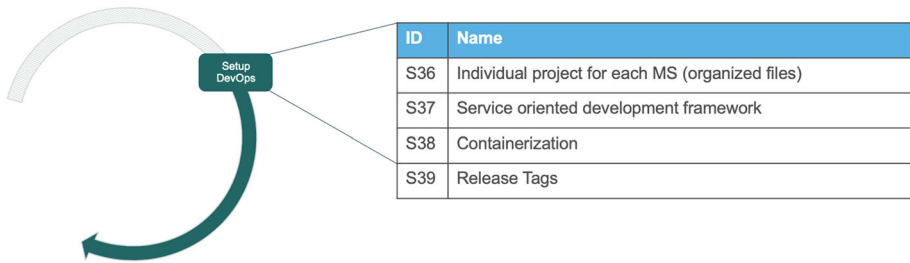 Setup
DevOps
ID Name
S36 Individual project for each MS (organized files)
S37 Service oriented development framework
S38 Containerization
S39 Release Tags